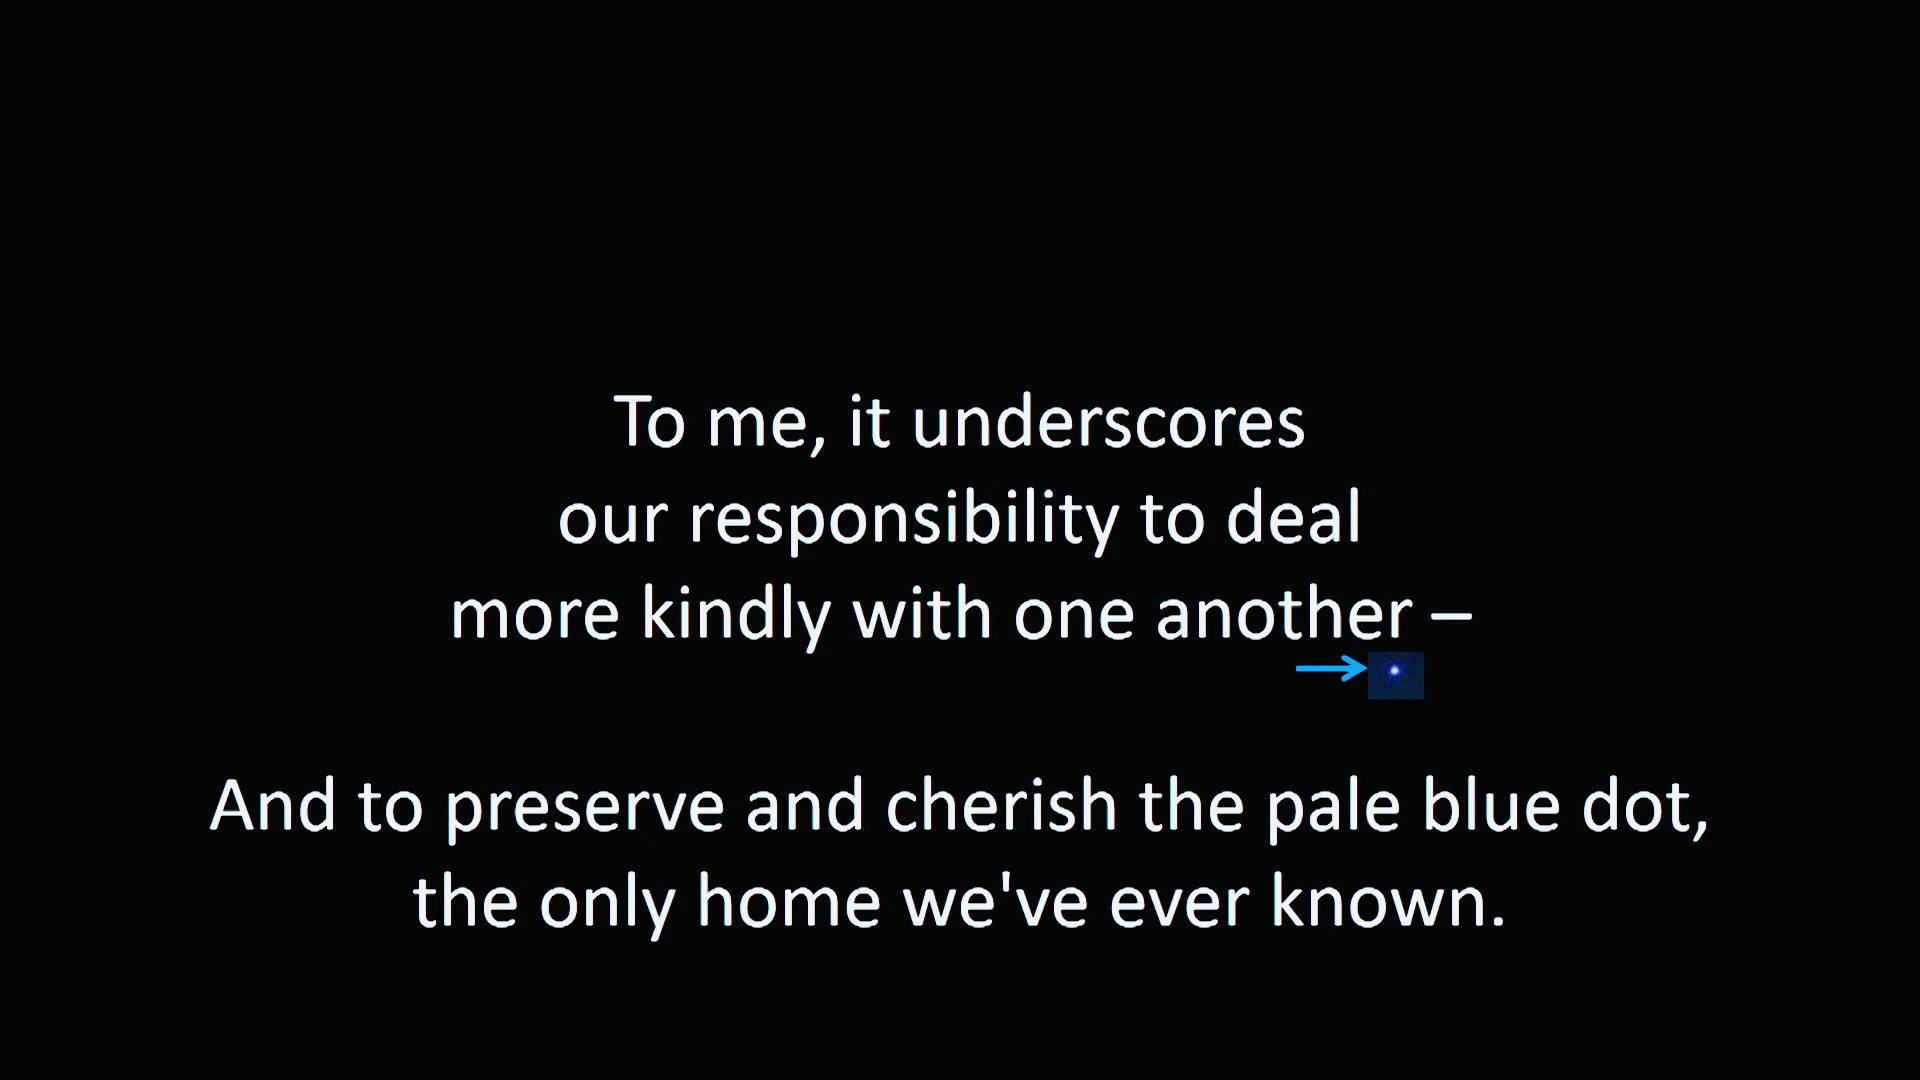 To me, it underscores
our responsibility to deal
more kindly with one another –
And to preserve and cherish the pale blue dot,
the only home we've ever known.